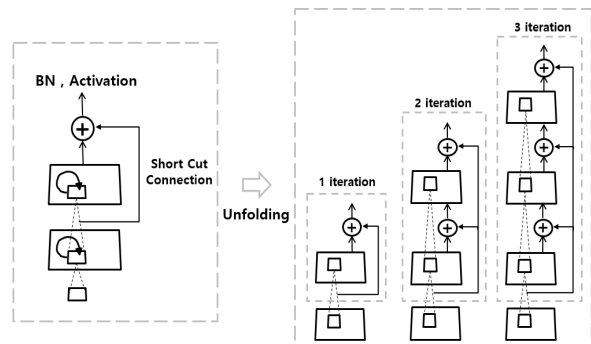 BN , Activation
Short Cut
Connection
Unfolding
1 iteration
2 iteration
3 iteration